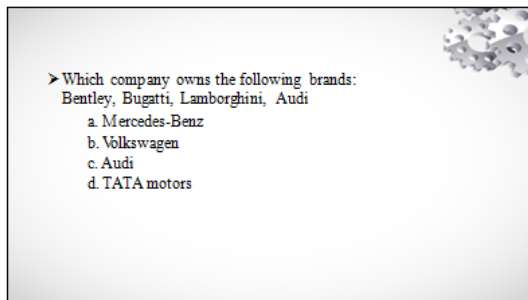 ➢ Which company owns the following brands:
Bentley, Bugatti, Lamborghini, Audi
a. Mercedes-Benz
b. Volkswagen
c. Audi
d. TATA motors